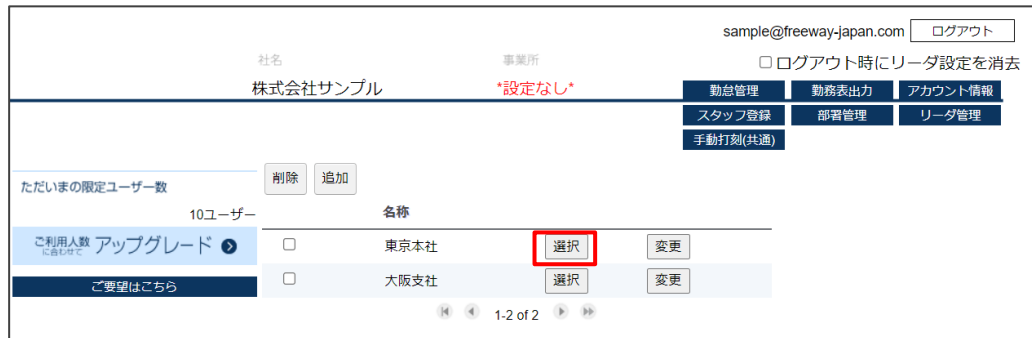 sample@freeway-japan.com ログアウト
社名 事業所 ログアウト時にリーダ設定を消去
株式会社サンプル *設定なし* 勤怠管理 勤務表出力 アカウント情報
スタッフ登録 部署管理 リーダ管理
手動打刻(共通)
ただいまの限定ユーザー数 削除 追加
10ユーザー 名称
ご利用人数に合わせて アップグレード 東京本社 選択 変更
ご要望はこちら 大阪支社 選択 変更
1-2 of 2